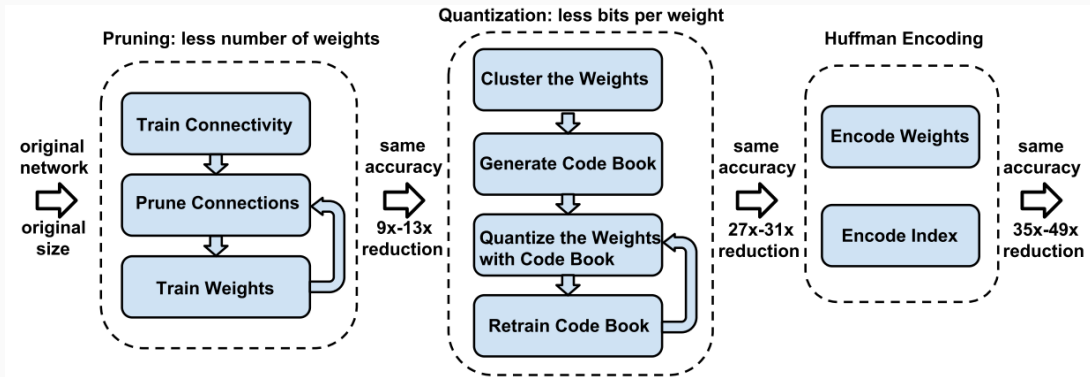 Quantization: less bits per weight
Pruning: less number of weights
Huffman Encoding
original
network
original
size
Train Connectivity
Prune Connections
Train Weights
same
accuracy
9x-13x
reduction
Cluster the Weights
Generate Code Book
Quantize the Weights
with Code Book
Retrain Code Book
same
accuracy
27x-31x
reduction
Encode Weights
Encode Index
same
accuracy
35x-49x
reduction